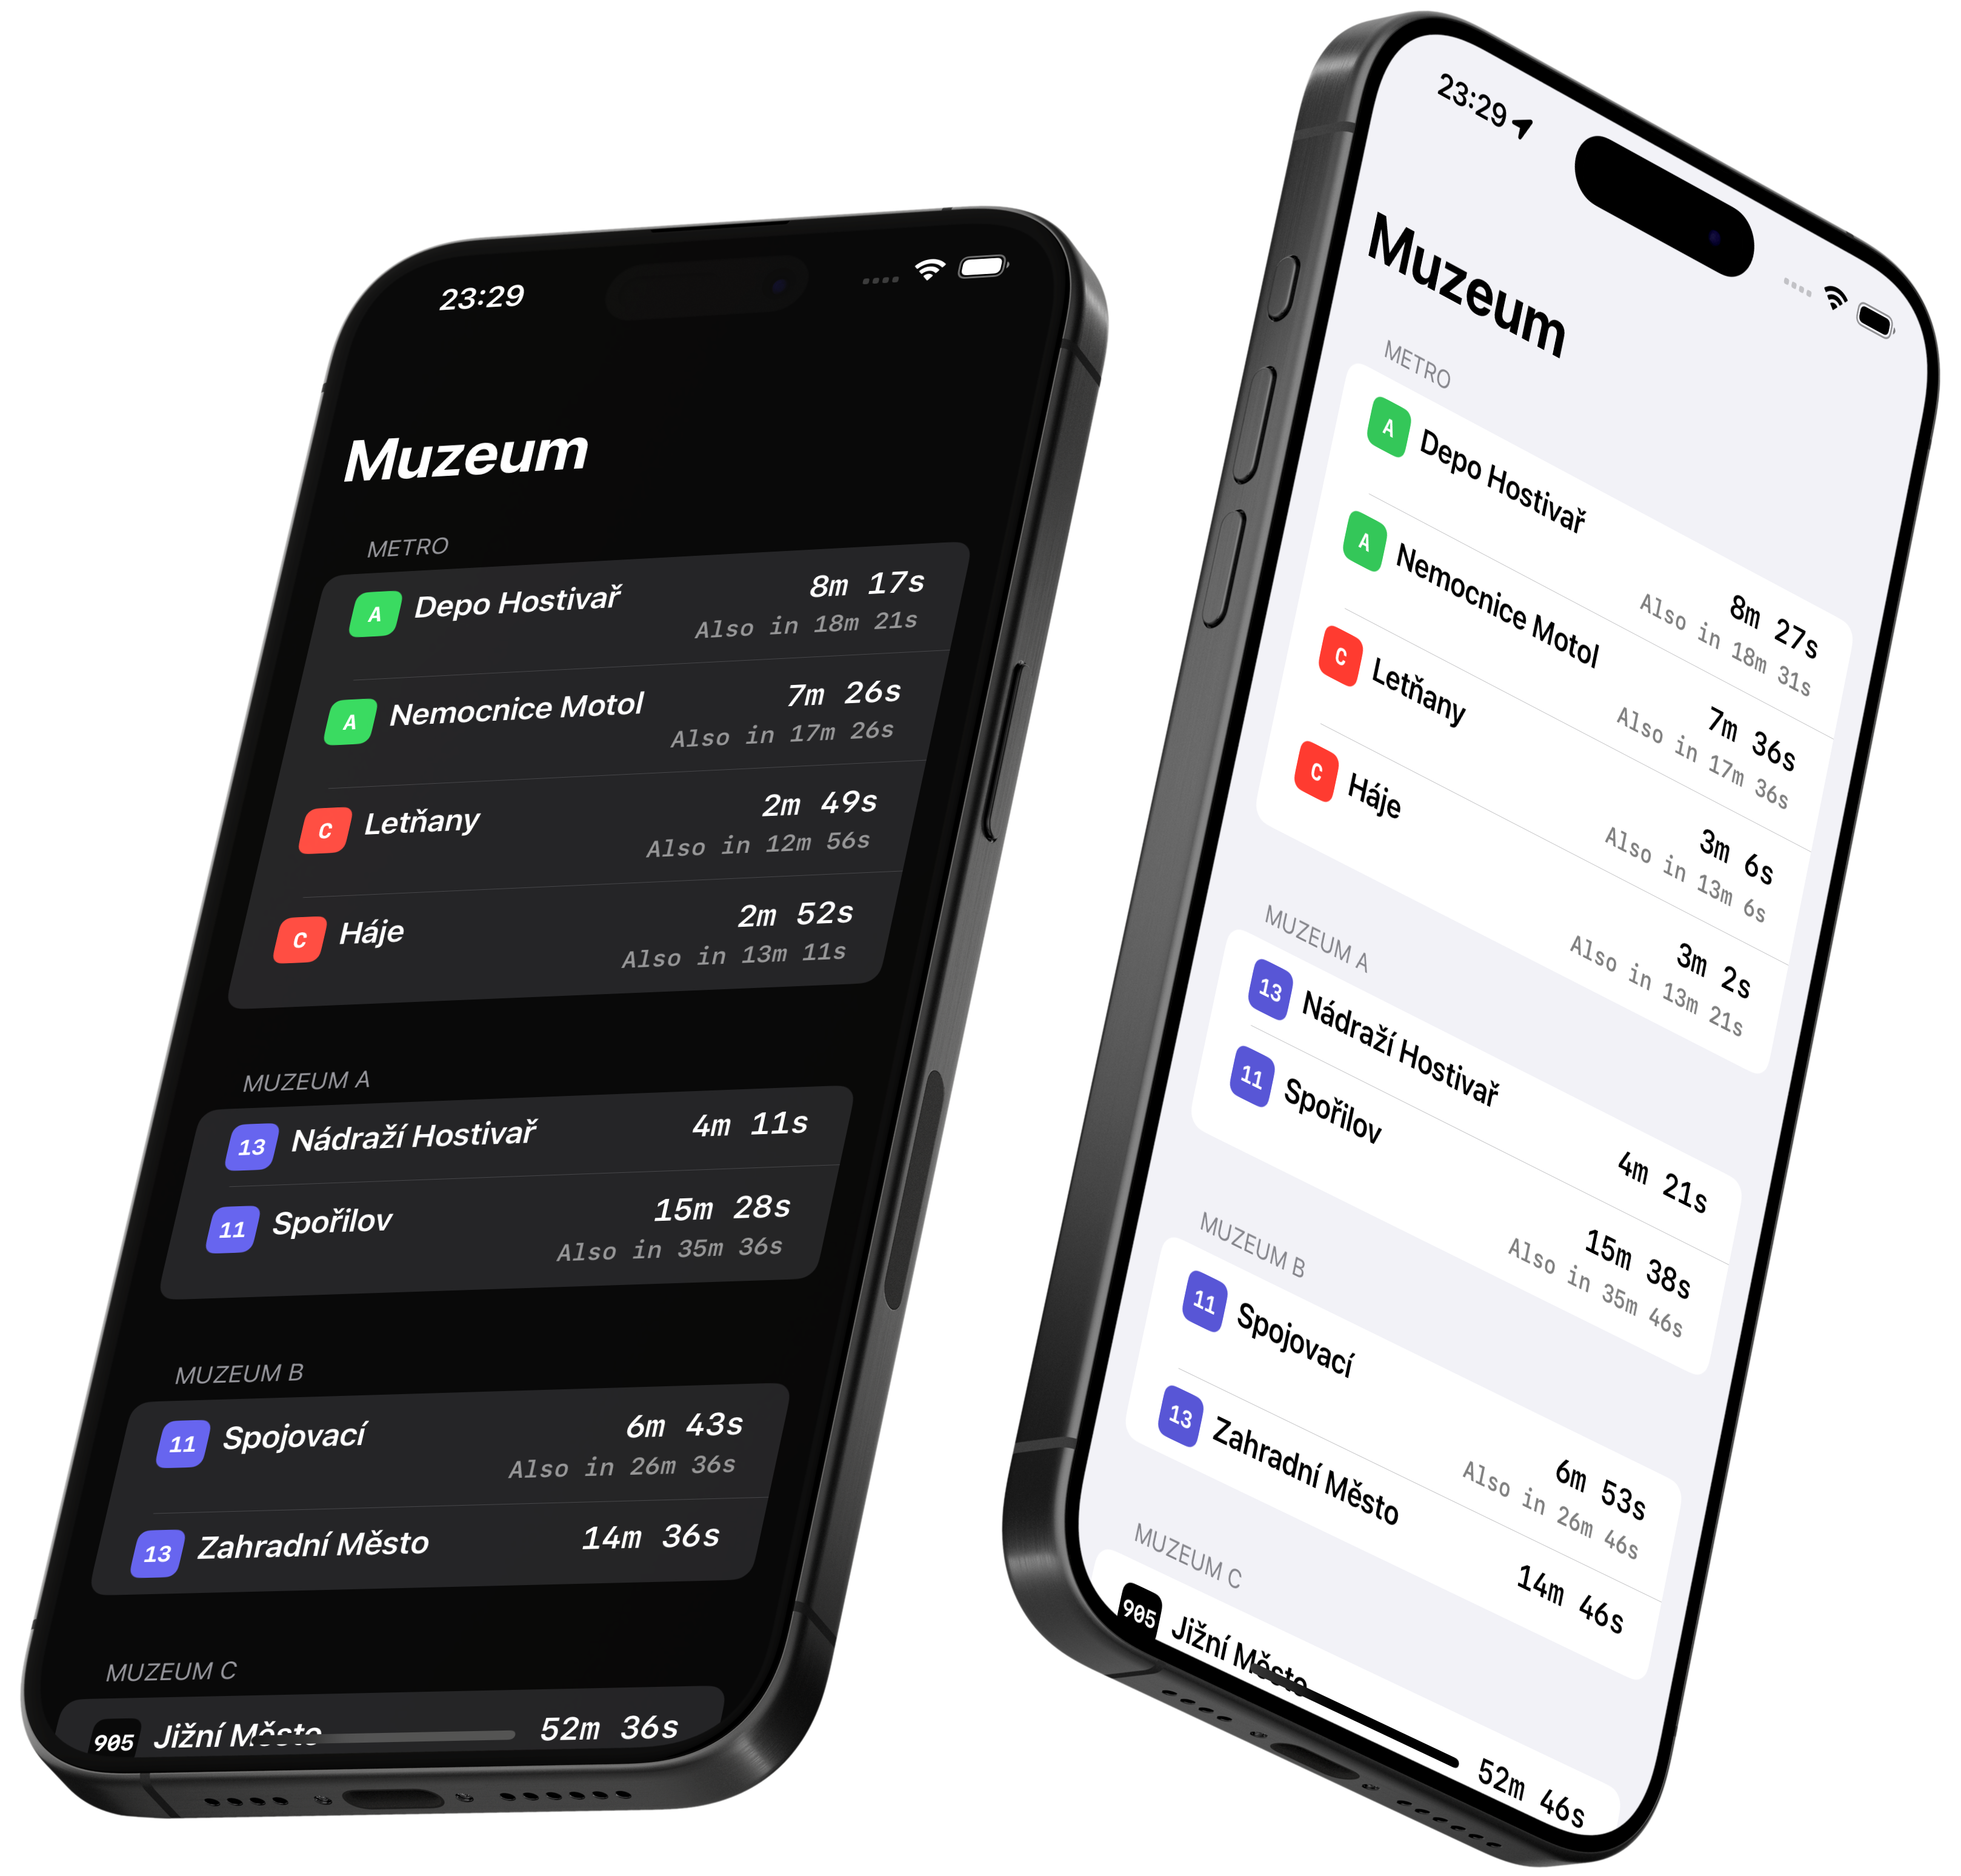 23:29
Muzeum
METRO
A Depo Hostivař 8m 17s
Also in 18m 21s
A Nemocnice Motol 7m 26s
Also in 17m 26s
C Letňany 2m 49s
Also in 12m 56s
C Háje 2m 52s
Also in 13m 11s
MUZEUM A
13 Nádraží Hostivař 4m 11s
11 Spořilov 15m 28s
Also in 35m 36s
MUZEUM B
11 Spojovací 6m 43s
Also in 26m 36s
13 Zahradní Město 14m 36s
MUZEUM C
905 Jižní Město 52m 36s
23:29
Muzeum
METRO
A Depo Hostivař 8m 27s
Also in 18m 31s
A Nemocnice Motol 7m 36s
Also in 17m 36s
C Letňany 3m 6s
Also in 13m 6s
C Háje 3m 2s
Also in 13m 21s
MUZEUM A
13 Nádraží Hostivař 4m 21s
11 Spořilov 15m 38s
Also in 35m 46s
MUZEUM B
11 Spojovací 6m 53s
Also in 26m 46s
13 Zahradní Město 14m 46s
MUZEUM C
905 Jižní Město 52m 46s